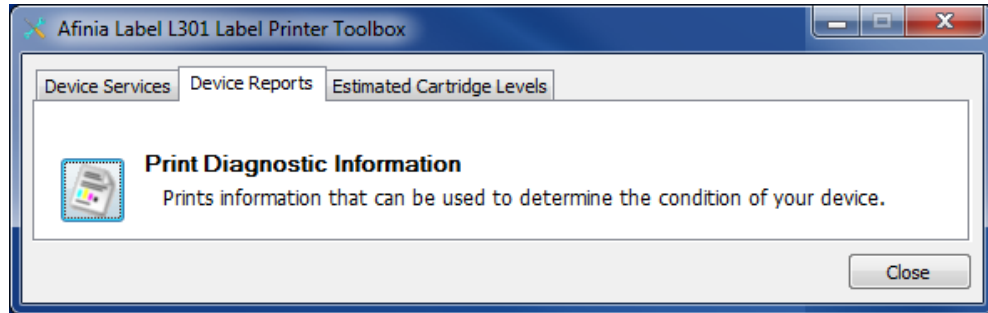 Afinia Label L301 Label Printer Toolbox
Device Services Device Reports Estimated Cartridge Levels
Print Diagnostic Information
Prints information that can be used to determine the condition of your device.
Close